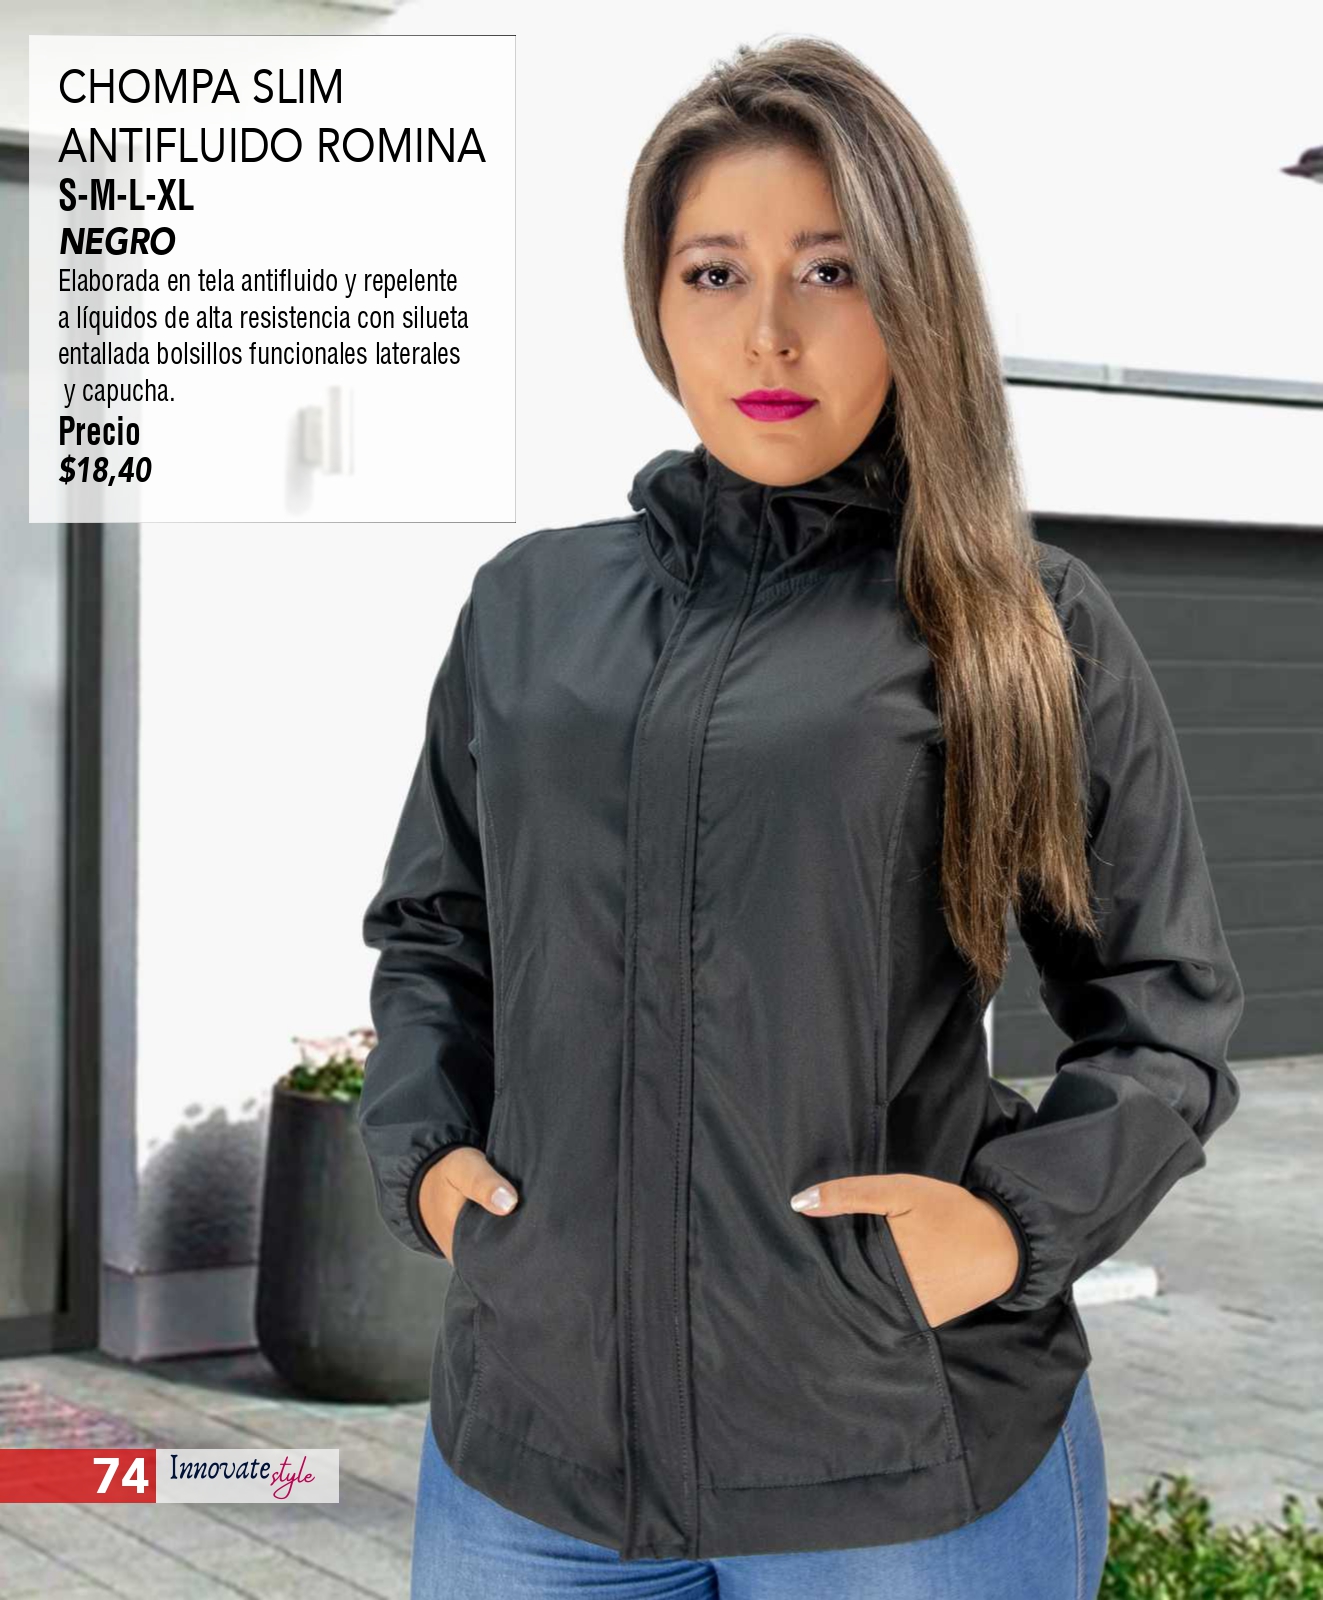 CHOMPA SLIM
ANTIFLUIDO ROMINA
S-M-L-XL
NEGRO
Elaborada en tela antifluido y repelente
a líquidos de alta resistencia con silueta
entallada bolsillos funcionales laterales
y capucha.
Precio
$18,40
74 Innovate style